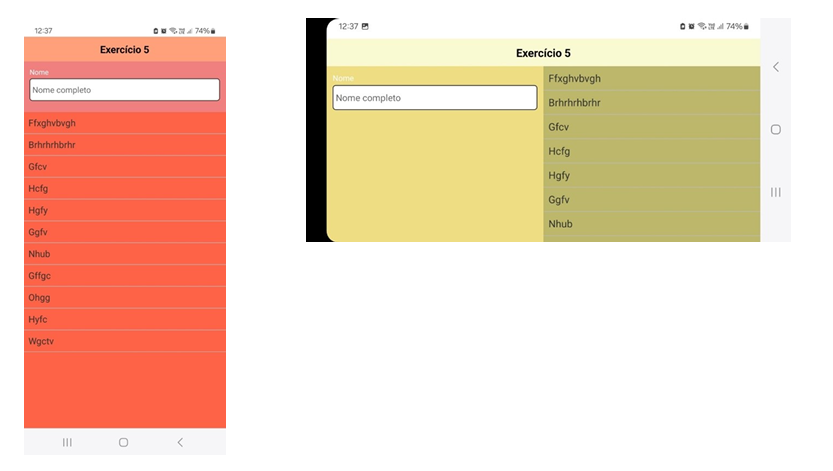 12:37
74%
Exercício 5
Nome
Nome completo
Ffxghvbvgh
Brhrhrhbrhr
Gfcv
Hcfg
Hgfy
Ggfv
Nhub
Gffgc
Ohgg
Hyfc
Wgctv
12:37
74%
Exercício 5
Nome
Nome completo
Ffxghvbvgh
Brhrhrhbrhr
Gfcv
Hcfg
Hgfy
Ggfv
Nhub